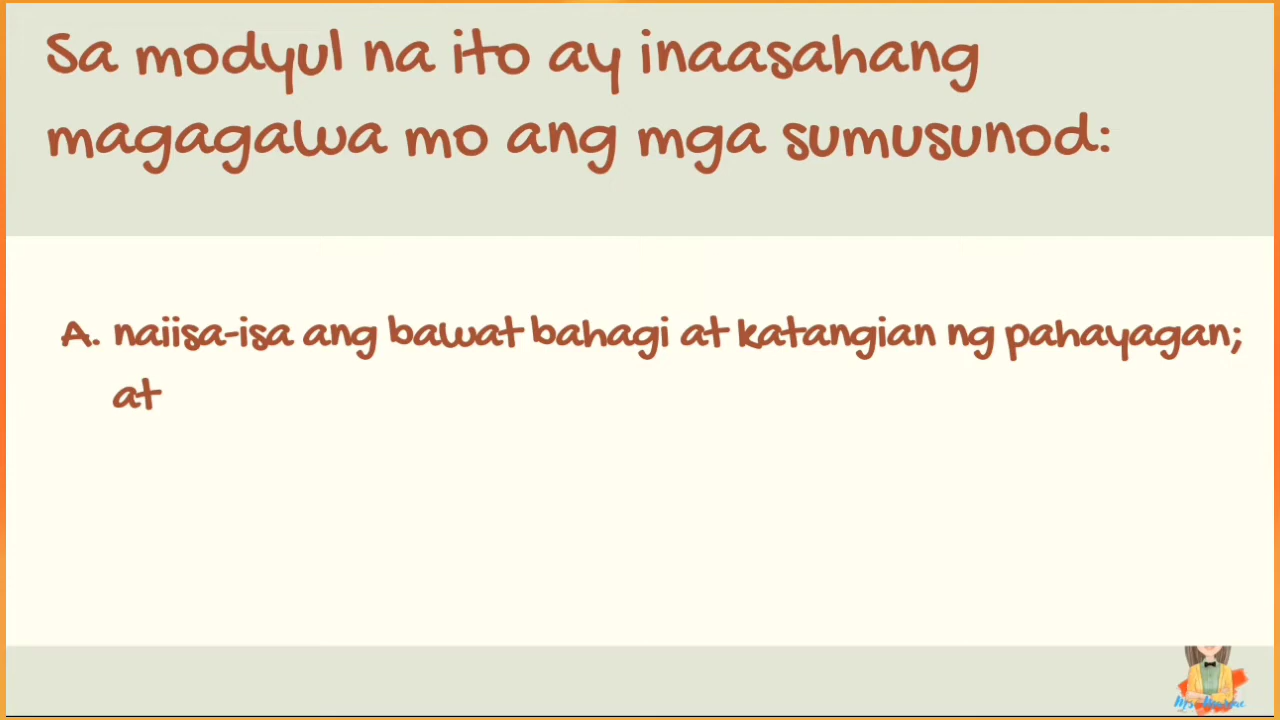 Sa modyul na ito ay inaasahang
magagawa mo ang mga sumusunod:
A. naiisa-isa ang bawat bahagi at katangian ng pahayagan;
at